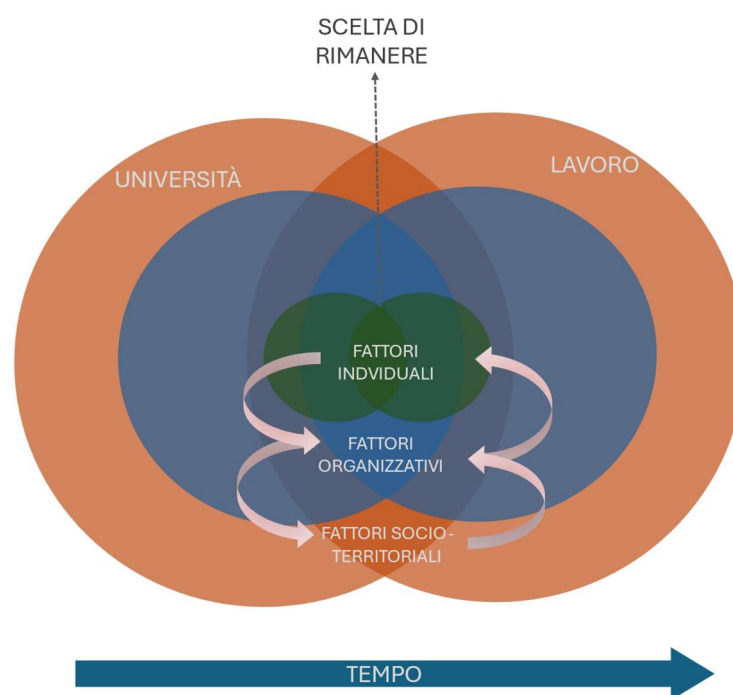 SCELTA DI
RIMANERE
UNIVERSITÀ
LAVORO
FATTORI
INDVIDUALI
FATTORI
ORGANIZZATIVI
FATTORI SOCIO-
TERRITORIALI
TEMPO